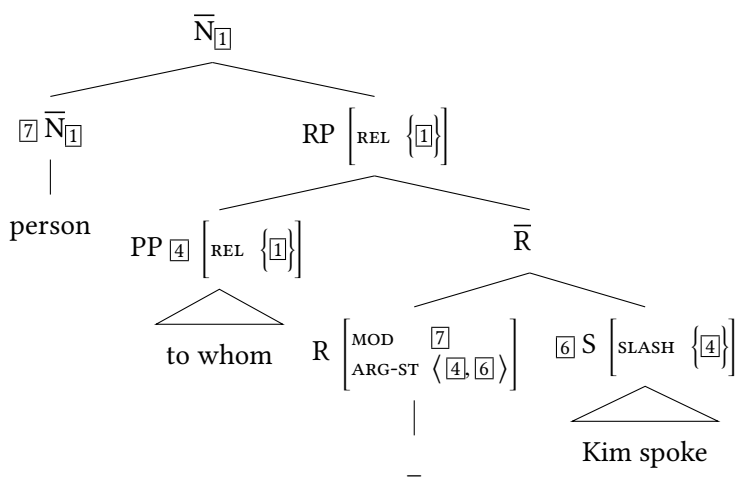 N̅ 1
7 N̅ 1
RP [REL {1}]
person
PP 4 [REL {1}]
R̅
to whom
R [MOD 7
ARG-ST ⟨4, 6⟩]
6 S [SLASH {4}]
Kim spoke
–